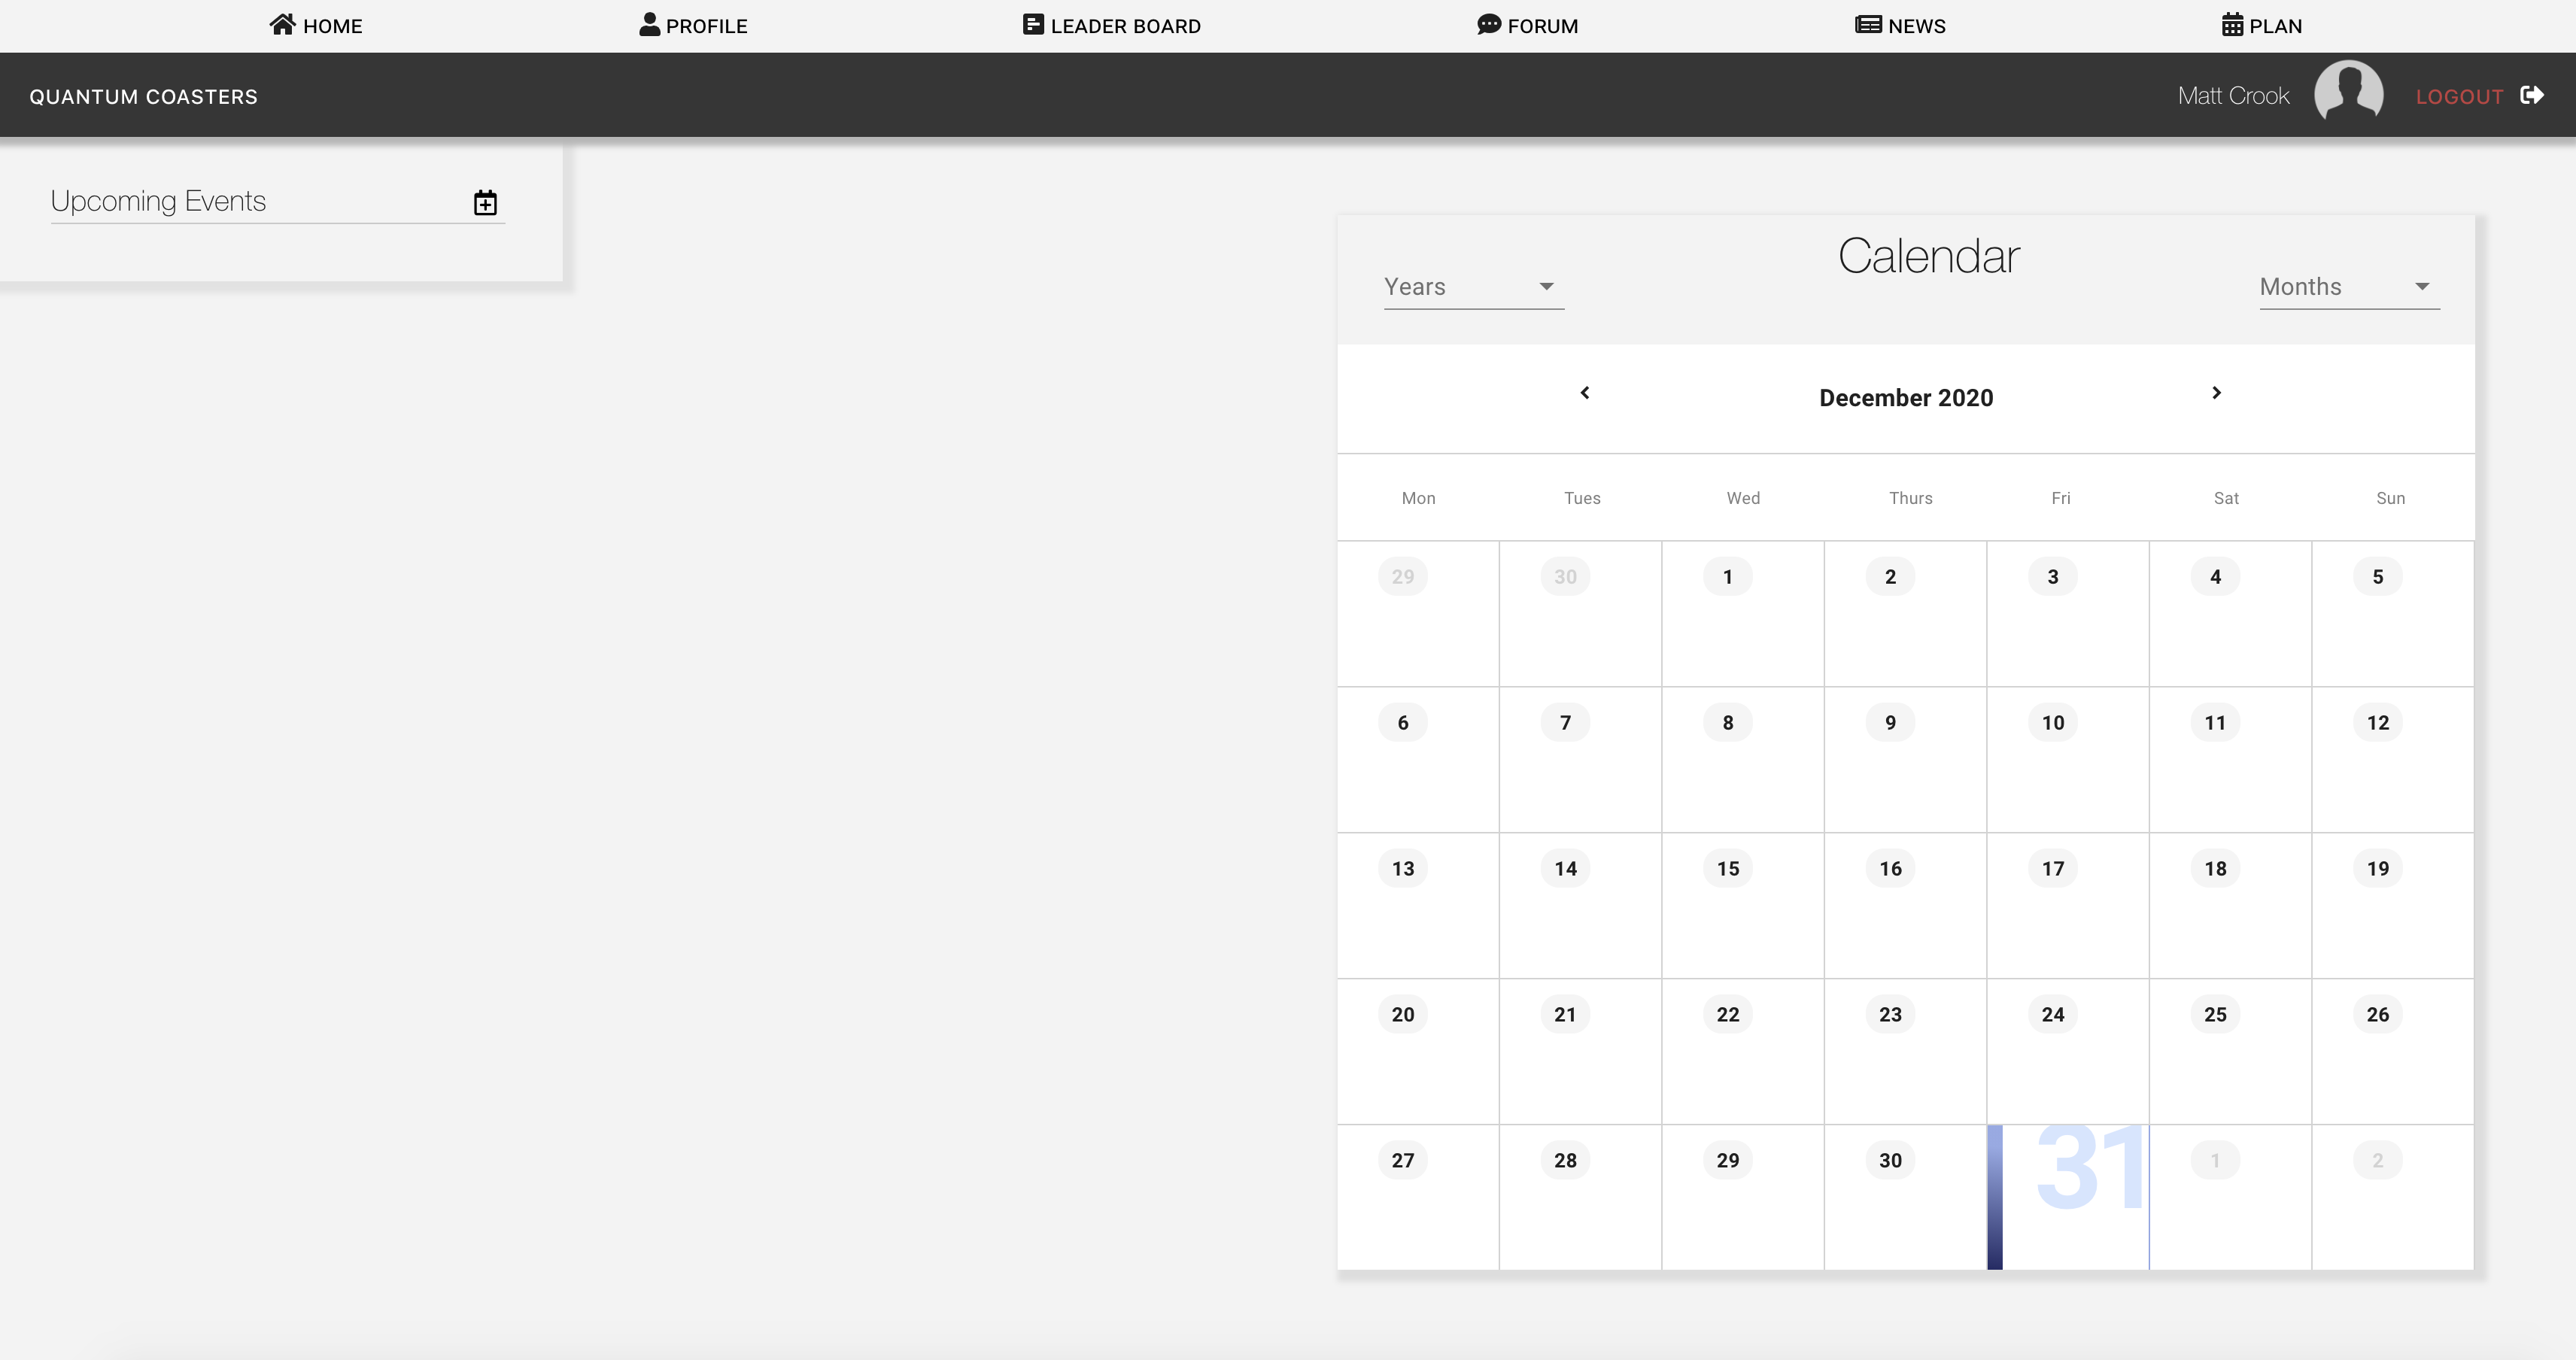 HOME PROFILE LEADER BOARD FORUM NEWS PLAN
QUANTUM COASTERS Matt Crook LOGOUT
Upcoming Events
Calendar
Years Months
December 2020
Mon Tues Wed Thurs Fri Sat Sun
29 30 1 2 3 4 5
6 7 8 9 10 11 12
13 14 15 16 17 18 19
20 21 22 23 24 25 26
27 28 29 30 31 1 2